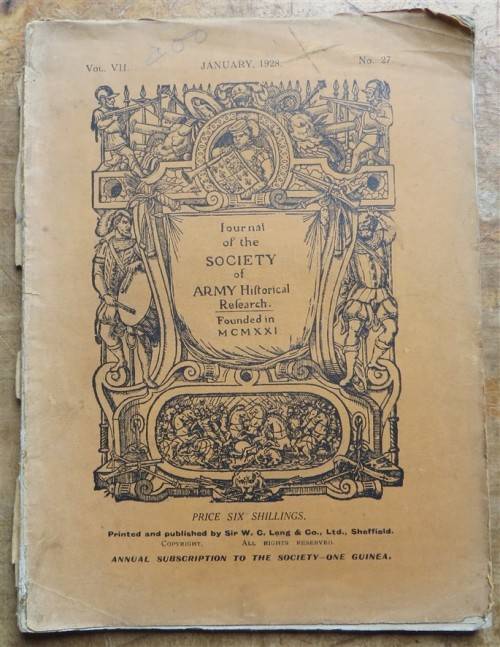 200
VOL. VII. JANUARY, 1928. No. 27
Journal
of the
SOCIETY
of
ARMY Historical
Research.
Founded in
MCMXXI
PRICE SIX SHILLINGS.
Printed and published by Sir W. C. Leng & Co., Ltd., Sheffield.
COPYRIGHT. ALL RIGHTS RESERVED.
ANNUAL SUBSCRIPTION TO THE SOCIETY—ONE GUINEA.